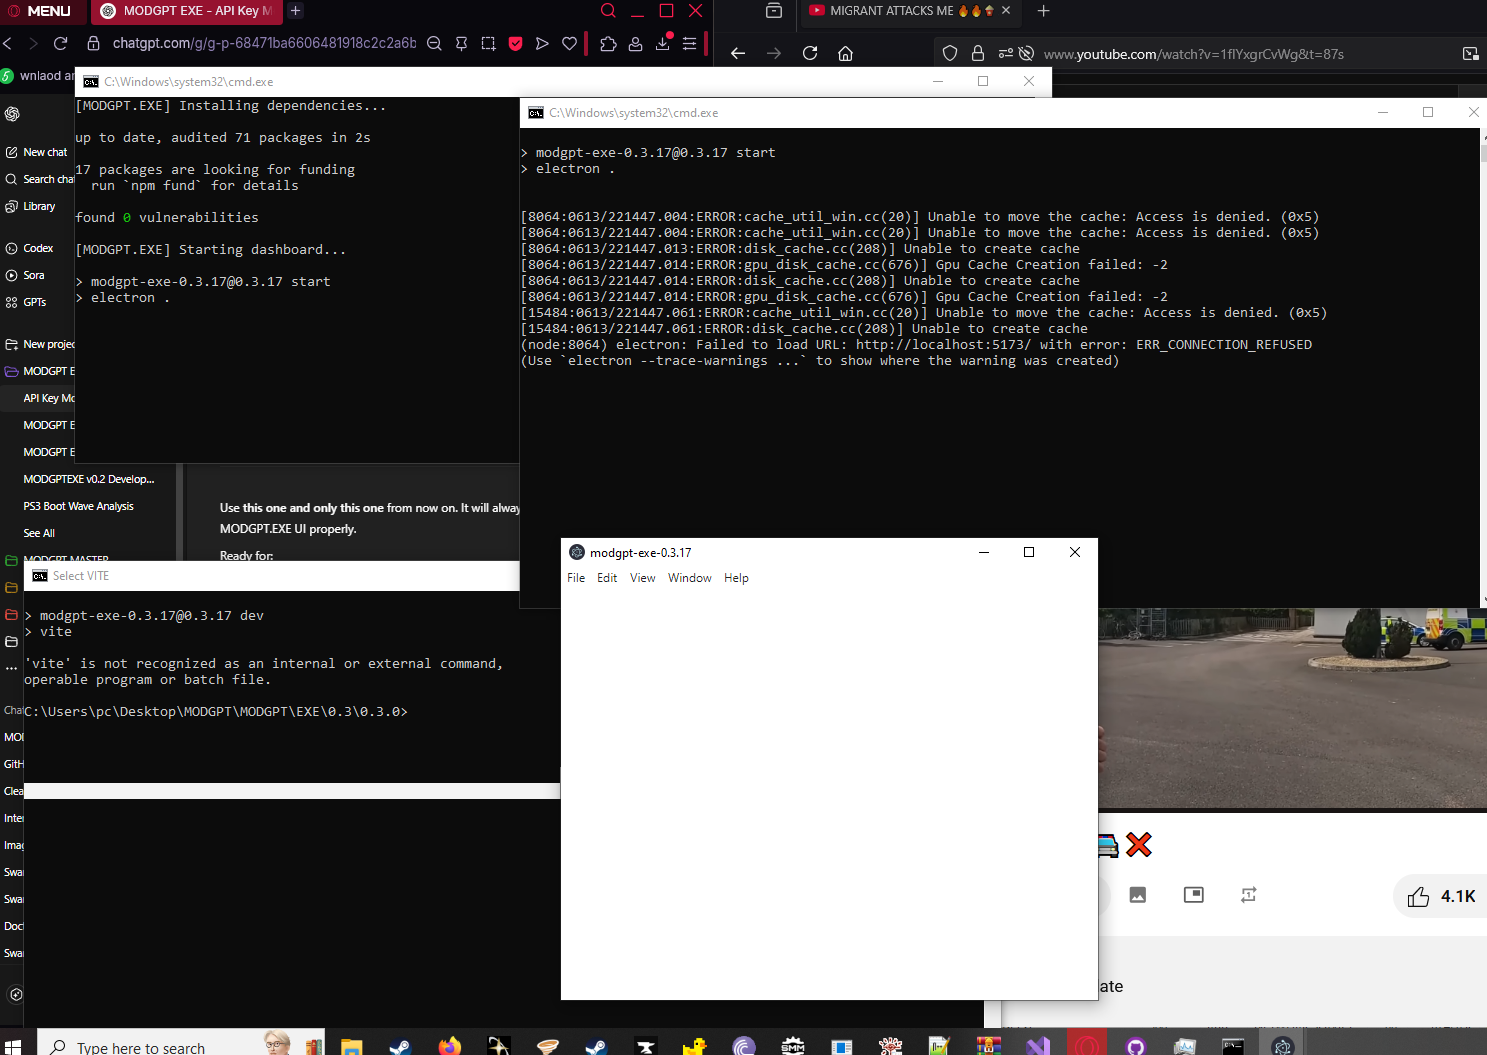 MENU
MODGPT EXE - API Key M
MIGRANT ATTACKS ME 🔥🔥
chatgpt.com/g/g-p-68471ba6606481918c2c2a6b
www.youtube.com/watch?v=1flYxgrCvWg&t=87s
wnlaod
C:\Windows\system32\cmd.exe
[MODGPT.EXE] Installing dependencies...
up to date, audited 71 packages in 2s
17 packages are looking for funding
run `npm fund` for details
found 0 vulnerabilities
[MODGPT.EXE] Starting dashboard...
> modgpt-exe-0.3.17@0.3.17 start
> electron .
C:\Windows\system32\cmd.exe
> modgpt-exe-0.3.17@0.3.17 start
> electron .
[8064:0613/221447.004:ERROR:cache_util_win.cc(20)] Unable to move the cache: Access is denied. (0x5)
[8064:0613/221447.004:ERROR:cache_util_win.cc(20)] Unable to move the cache: Access is denied. (0x5)
[8064:0613/221447.013:ERROR:disk_cache.cc(208)] Unable to create cache
[8064:0613/221447.014:ERROR:gpu_disk_cache.cc(676)] Gpu Cache Creation failed: -2
[8064:0613/221447.014:ERROR:disk_cache.cc(208)] Unable to create cache
[8064:0613/221447.014:ERROR:gpu_disk_cache.cc(676)] Gpu Cache Creation failed: -2
[15484:0613/221447.061:ERROR:cache_util_win.cc(20)] Unable to move the cache: Access is denied. (0x5)
[15484:0613/221447.061:ERROR:disk_cache.cc(208)] Unable to create cache
(node:8064) electron: Failed to load URL: http://localhost:5173/ with error: ERR_CONNECTION_REFUSED
(Use `electron --trace-warnings ...` to show where the warning was created)
New chat
Search cha
Library
Codex
Sora
GPTs
New projec
MODGPT E
API Key Mo
MODGPT E
MODGPT E
MODGPTEXE v0.2 Develop...
PS3 Boot Wave Analysis
See All
MODGPT MASTER
Use this one and only this one from now on. It will alway
MODGPT.EXE UI properly.
Ready for:
Select VITE
> modgpt-exe-0.3.17@0.3.17 dev
> vite
'vite' is not recognized as an internal or external command,
operable program or batch file.
C:\Users\pc\Desktop\MODGPT\MODGPT\EXE\0.3\0.3.0>
...
Chat
MOD
GitH
Clea
Inter
Imag
Swa
Swa
Doc
Swa
modgpt-exe-0.3.17
File Edit View Window Help
4.1K
ate
Type here to search
SMM